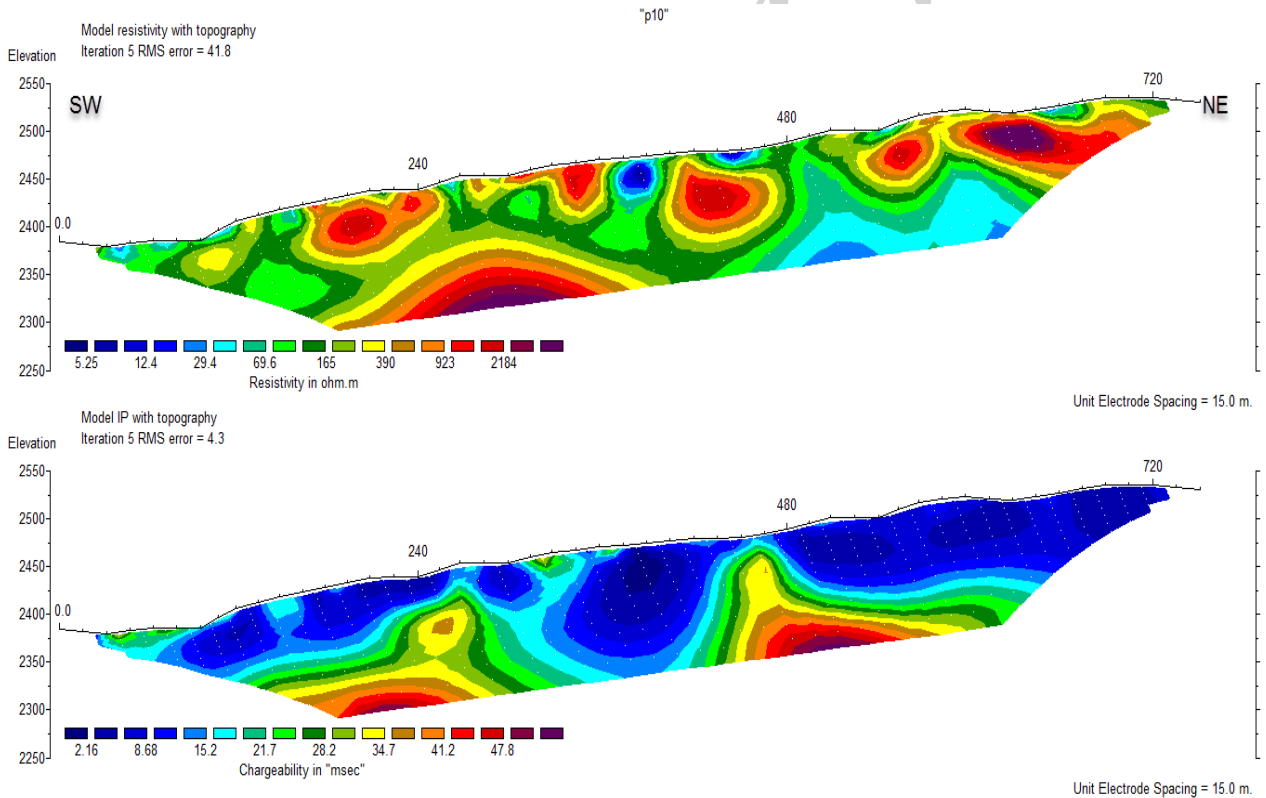 "p10"
Model resistivity with topography
Iteration 5 RMS error = 41.8
Elevation
2550
2500
2450
2400
2350
2300
2250
SW
NE
0.0
240
480
720
5.25 12.4 29.4 69.6 165 390 923 2184
Resistivity in ohm.m
Unit Electrode Spacing = 15.0 m.
Model IP with topography
Iteration 5 RMS error = 4.3
Elevation
2550
2500
2450
2400
2350
2300
2250
0.0
240
480
720
2.16 8.68 15.2 21.7 28.2 34.7 41.2 47.8
Chargeability in "msec"
Unit Electrode Spacing = 15.0 m.